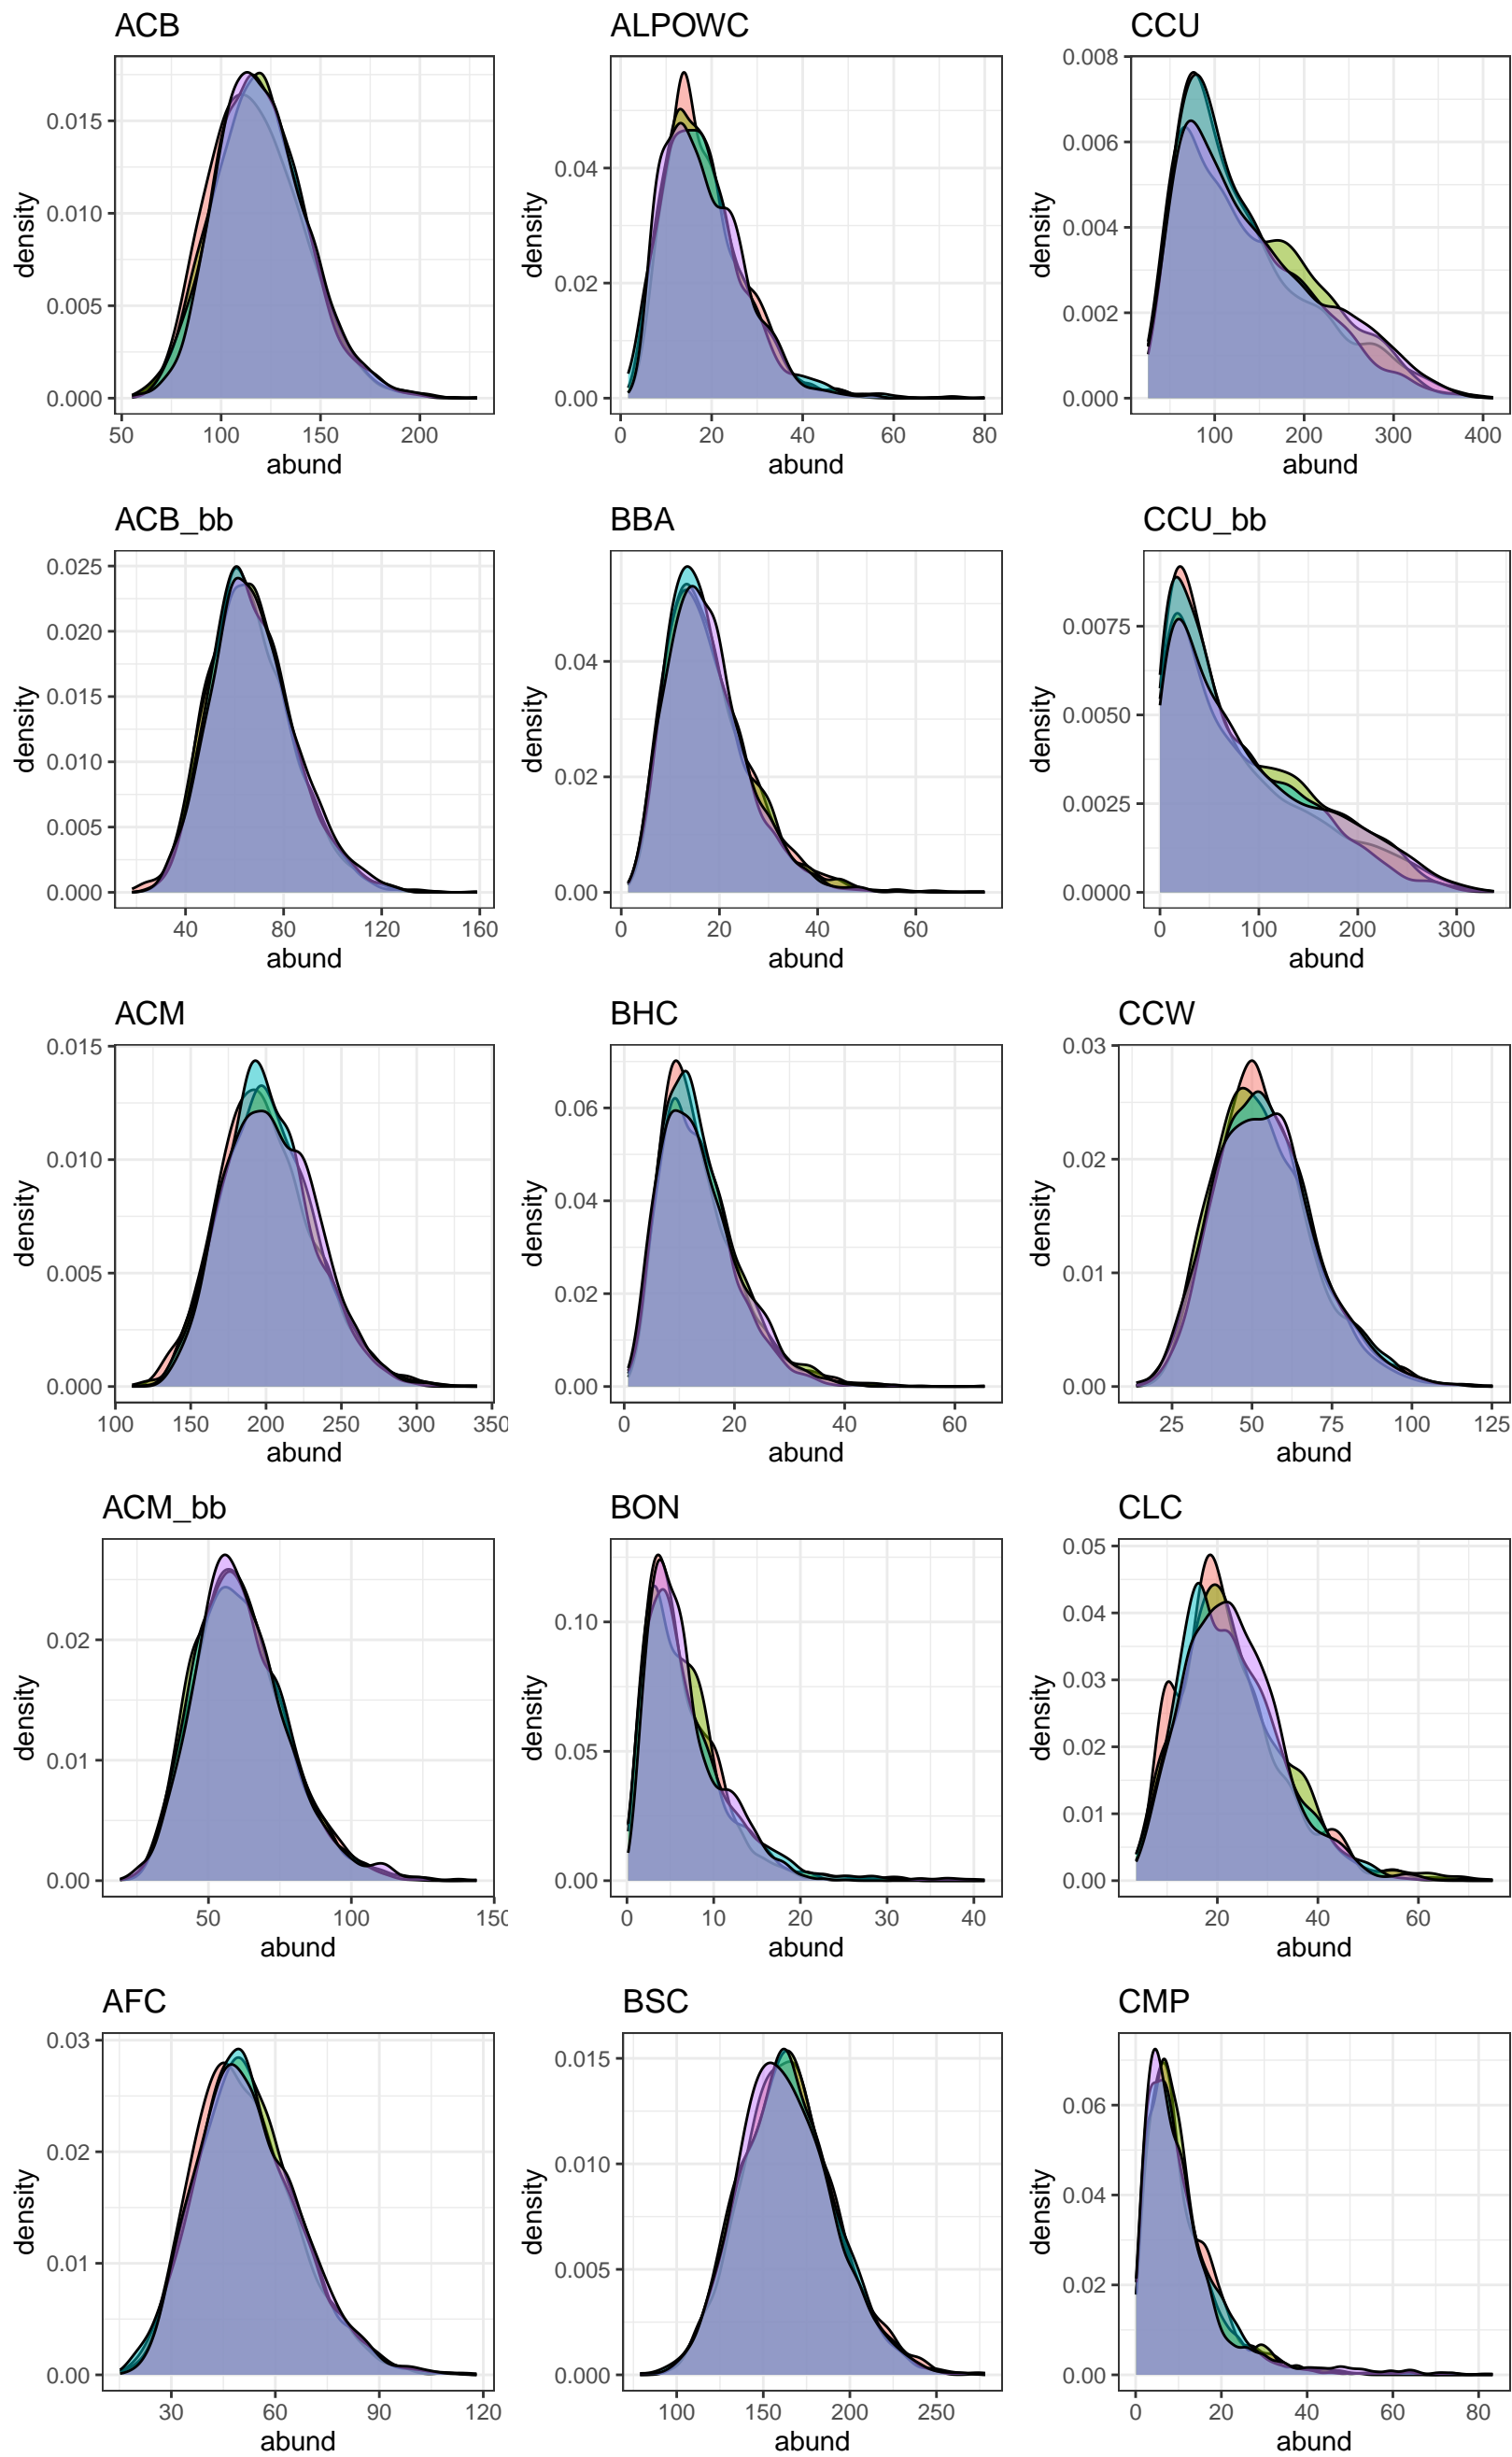 ACB
0.015
0.010
0.005
0.000
density
50 100 150 200
abund
ALPOWC
0.04
0.02
0.00
density
0 20 40 60 80
abund
CCU
0.008
0.006
0.004
0.002
0.000
density
100 200 300 400
abund
ACB_bb
0.025
0.020
0.015
0.010
0.005
0.000
density
40 80 120 160
abund
BBA
0.04
0.02
0.00
density
0 20 40 60
abund
CCU_bb
0.0075
0.0050
0.0025
0.0000
density
0 100 200 300
abund
ACM
0.015
0.010
0.005
0.000
density
100 150 200 250 300 350
abund
BHC
0.06
0.04
0.02
0.00
density
0 20 40 60
abund
CCW
0.03
0.02
0.01
0.00
density
25 50 75 100 125
abund
ACM_bb
0.02
0.01
0.00
density
50 100 150
abund
BON
0.10
0.05
0.00
density
0 10 20 30 40
abund
CLC
0.05
0.04
0.03
0.02
0.01
0.00
density
20 40 60
abund
AFC
0.03
0.02
0.01
0.00
density
30 60 90 120
abund
BSC
0.015
0.010
0.005
0.000
density
100 150 200 250
abund
CMP
0.06
0.04
0.02
0.00
density
0 20 40 60 80
abund